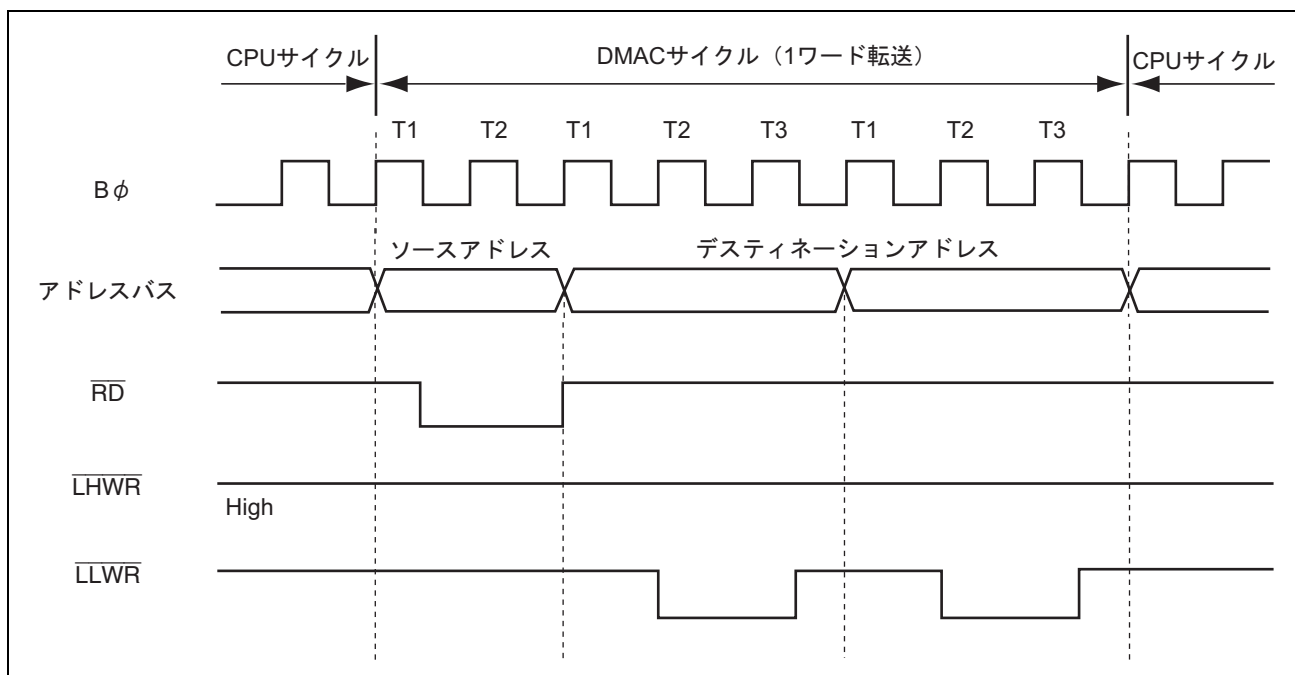 CPUサイクル
DMACサイクル（1ワード転送）
CPUサイクル
T1 T2 T1 T2 T3 T1 T2 T3
Bφ
ソースアドレス
デスティネーションアドレス
アドレスバス
RD
LHWR
High
LLWR